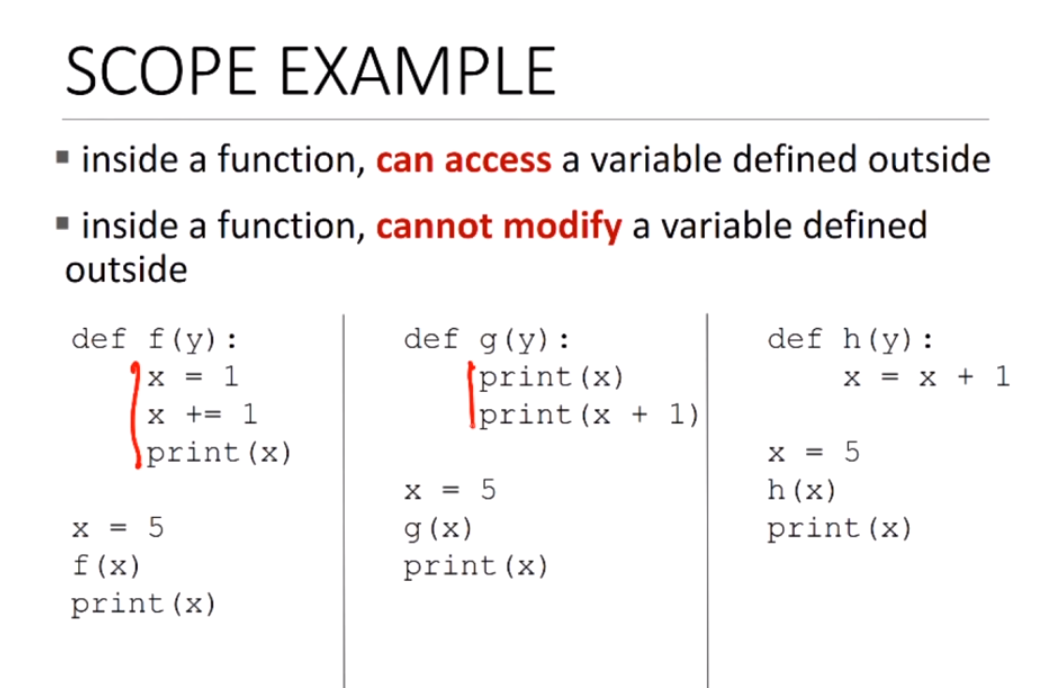 SCOPE EXAMPLE
▪ inside a function, can access a variable defined outside
▪ inside a function, cannot modify a variable defined
outside
def f(y):
    x = 1
    x += 1
    print(x)
x = 5
f(x)
print(x)
def g(y):
    print(x)
    print(x + 1)
x = 5
g(x)
print(x)
def h(y):
    x = x + 1
x = 5
h(x)
print(x)